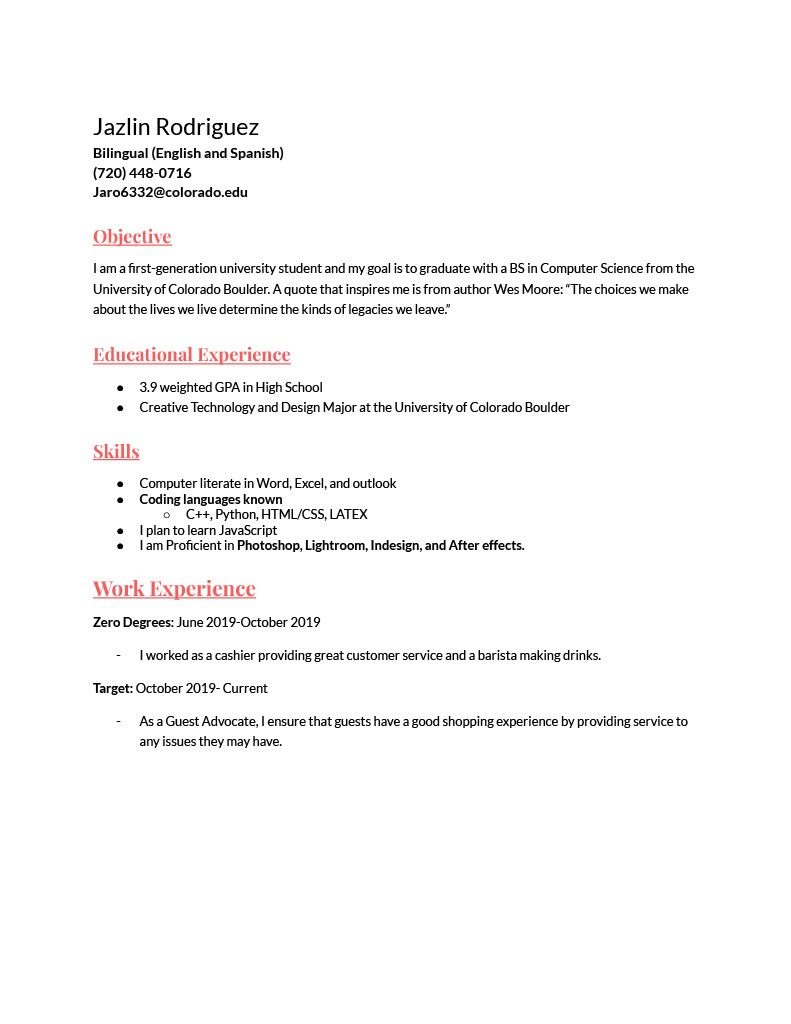 Jazlin Rodriguez
Bilingual (English and Spanish)
(720) 448-0716
Jaro6332@colorado.edu
Objective
I am a first-generation university student and my goal is to graduate with a BS in Computer Science from the
University of Colorado Boulder. A quote that inspires me is from author Wes Moore: “The choices we make
about the lives we live determine the kinds of legacies we leave.”
Educational Experience
● 3.9 weighted GPA in High School
● Creative Technology and Design Major at the University of Colorado Boulder
Skills
● Computer literate in Word, Excel, and outlook
● Coding languages known
○ C++, Python, HTML/CSS, LATEX
● I plan to learn JavaScript
● I am Proficient in Photoshop, Lightroom, Indesign, and After effects.
Work Experience
Zero Degrees: June 2019-October 2019
- I worked as a cashier providing great customer service and a barista making drinks.
Target: October 2019- Current
- As a Guest Advocate, I ensure that guests have a good shopping experience by providing service to
any issues they may have.